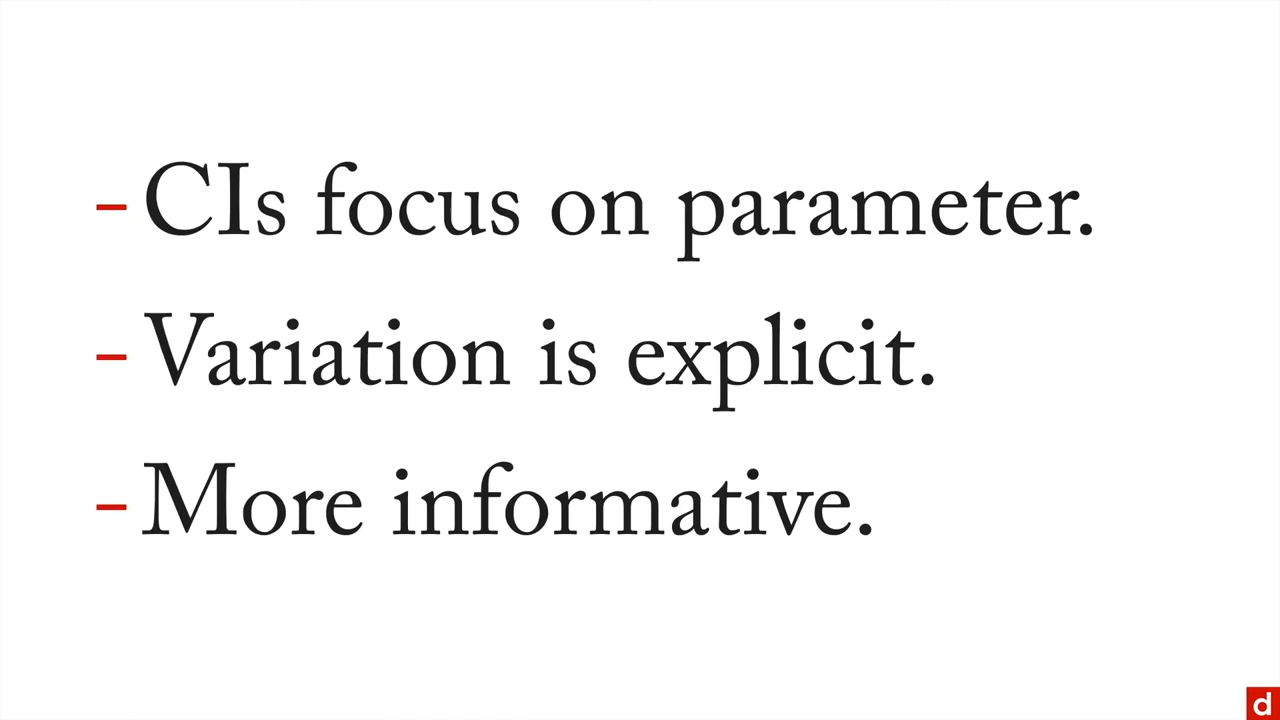 - CIs focus on parameter.
- Variation is explicit.
- More informative.
d